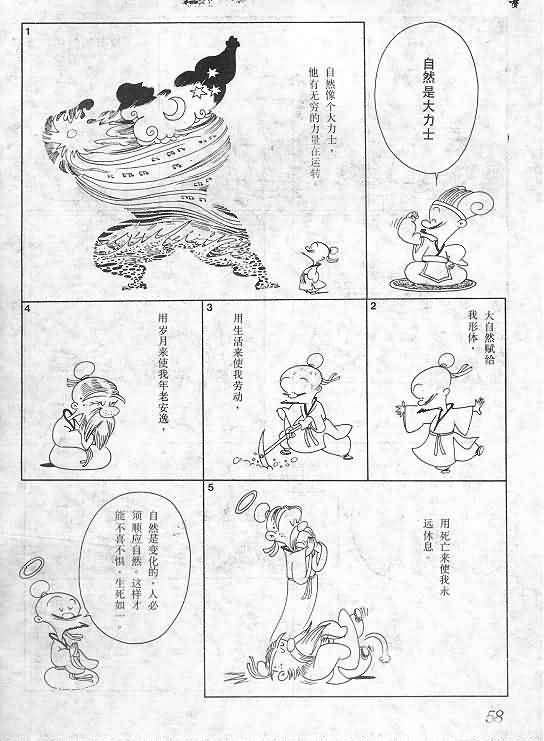 自然是大力士
1
自然像个大力士，
他有无穷的力量在运转。
2
大自然赋给
我形体，
3
用生活来使我劳动，
4
用岁月来使我年老安逸，
5
用死亡来使我永
远休息。
自然是变化的，人必
须顺应自然。这样才
能不喜不惧，生死如一。
58